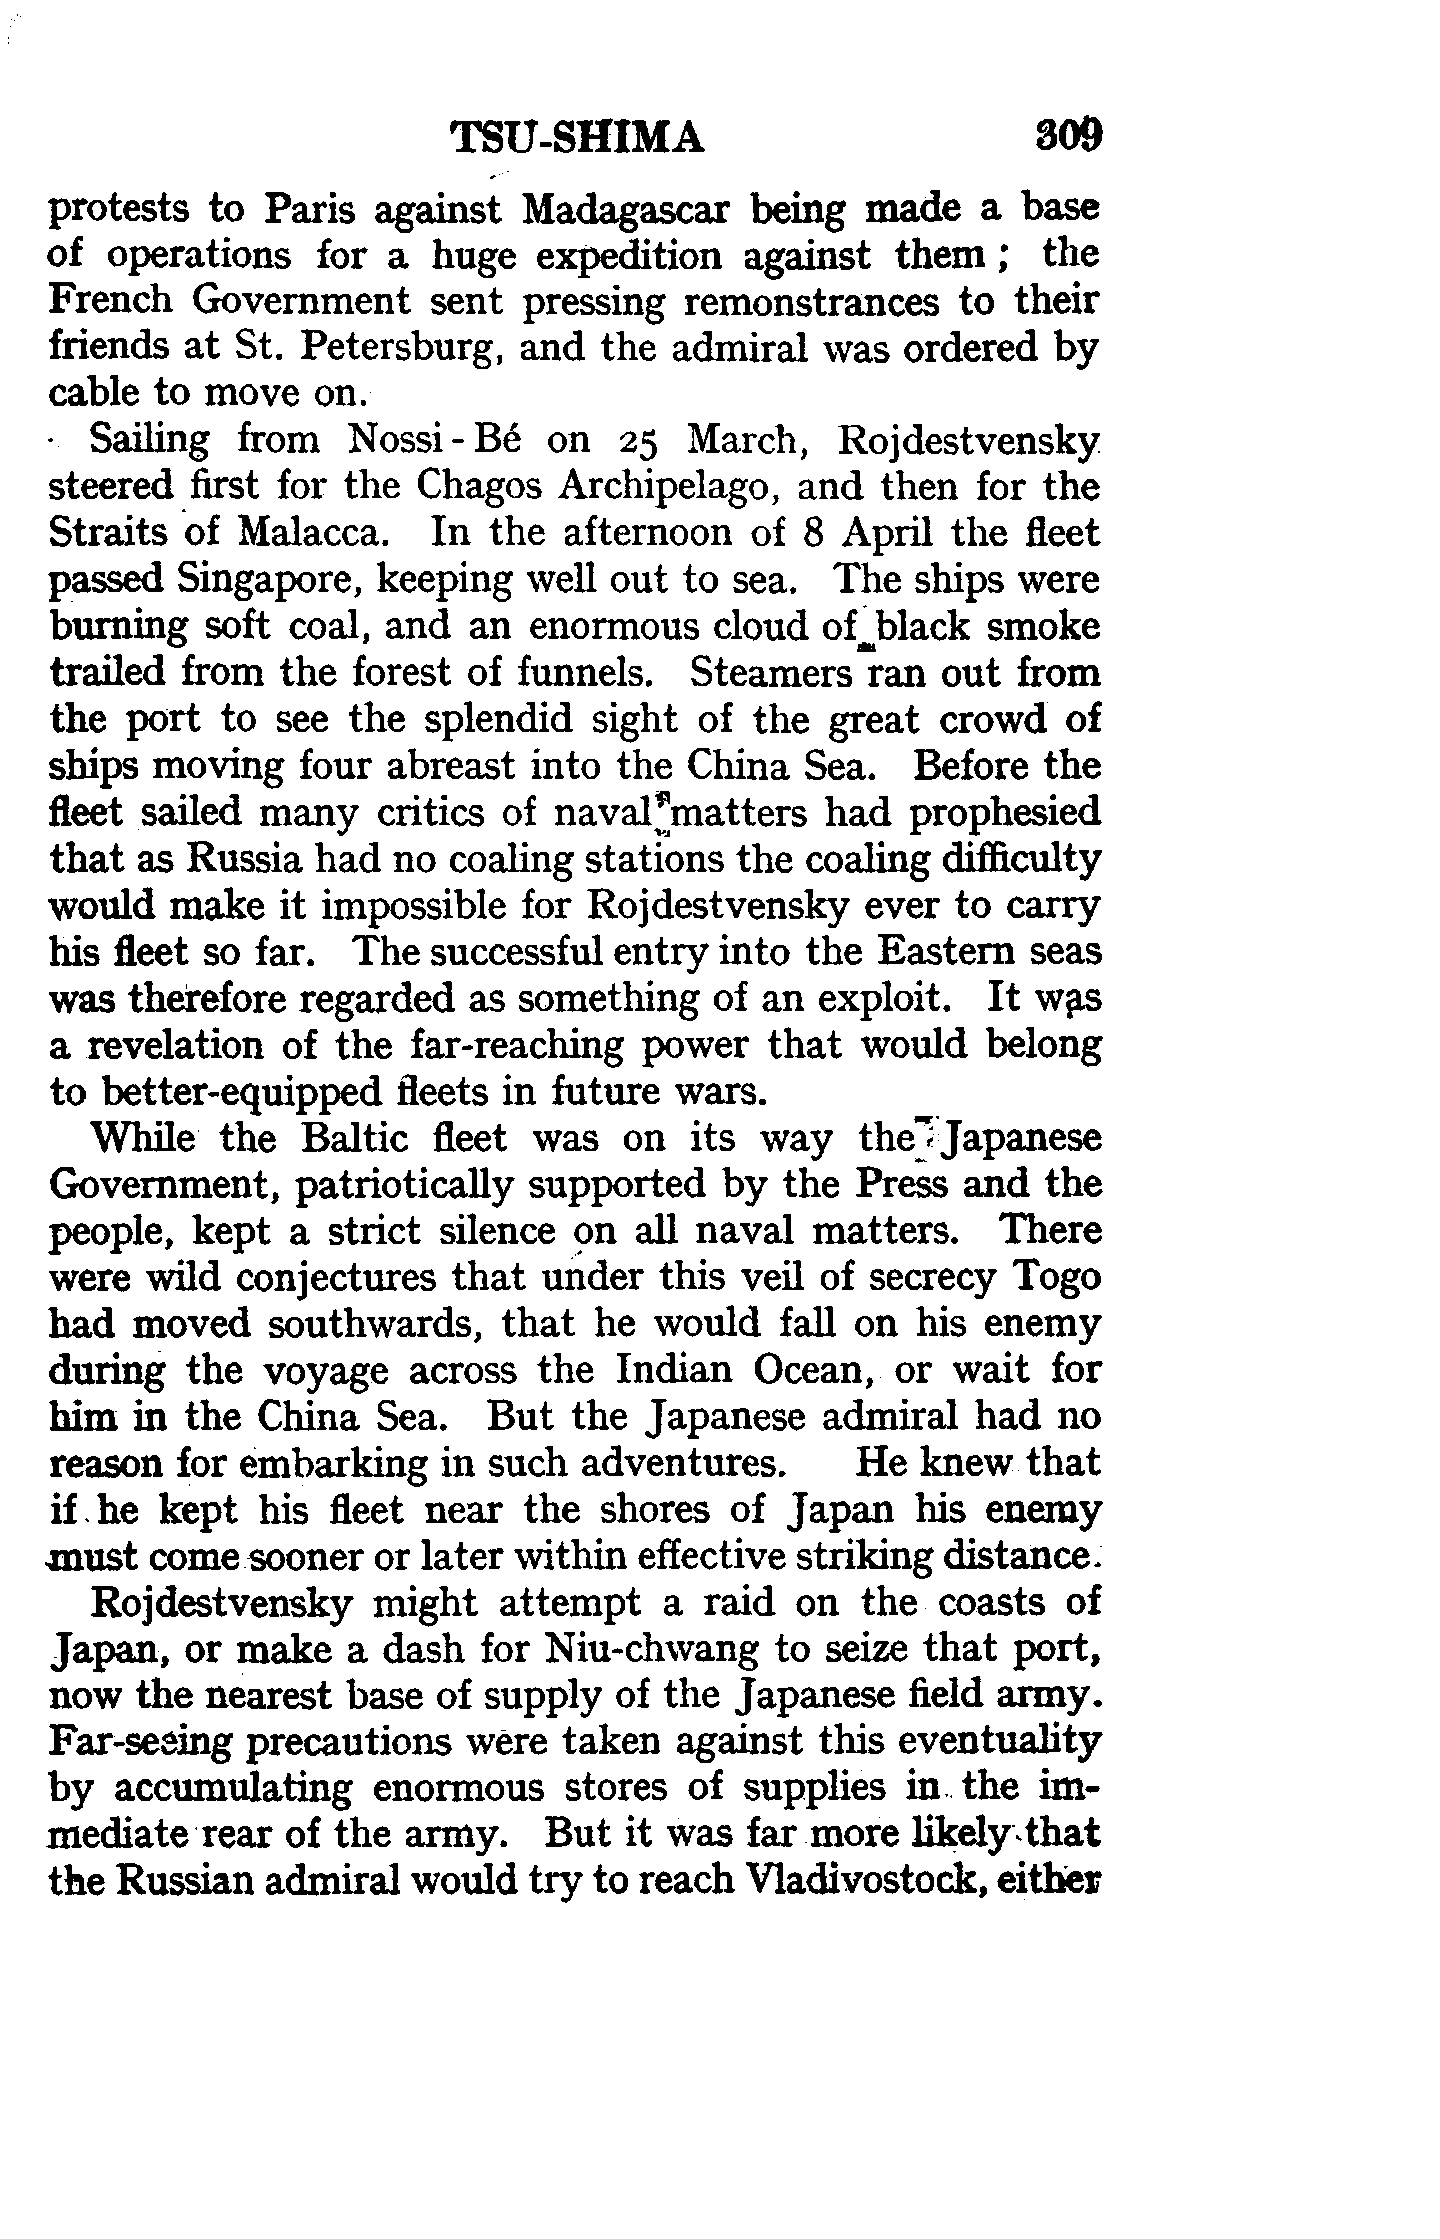 TSU-SHIMA 309
protests to Paris against Madagascar being made a base
of operations for a huge expedition against them ; the
French Government sent pressing remonstrances to their
friends at St. Petersburg, and the admiral was ordered by
cable to move on.
Sailing from Nossi-Bé on 25 March, Rojdestvensky
steered first for the Chagos Archipelago, and then for the
Straits of Malacca. In the afternoon of 8 April the fleet
passed Singapore, keeping well out to sea. The ships were
burning soft coal, and an enormous cloud of black smoke
trailed from the forest of funnels. Steamers ran out from
the port to see the splendid sight of the great crowd of
ships moving four abreast into the China Sea. Before the
fleet sailed many critics of naval matters had prophesied
that as Russia had no coaling stations the coaling difficulty
would make it impossible for Rojdestvensky ever to carry
his fleet so far. The successful entry into the Eastern seas
was therefore regarded as something of an exploit. It was
a revelation of the far-reaching power that would belong
to better-equipped fleets in future wars.
While the Baltic fleet was on its way the Japanese
Government, patriotically supported by the Press and the
people, kept a strict silence on all naval matters. There
were wild conjectures that under this veil of secrecy Togo
had moved southwards, that he would fall on his enemy
during the voyage across the Indian Ocean, or wait for
him in the China Sea. But the Japanese admiral had no
reason for embarking in such adventures. He knew that
if he kept his fleet near the shores of Japan his enemy
must come sooner or later within effective striking distance.
Rojdestvensky might attempt a raid on the coasts of
Japan, or make a dash for Niu-chwang to seize that port,
now the nearest base of supply of the Japanese field army.
Far-seeing precautions were taken against this eventuality
by accumulating enormous stores of supplies in the im-
mediate rear of the army. But it was far more likely that
the Russian admiral would try to reach Vladivostock, either